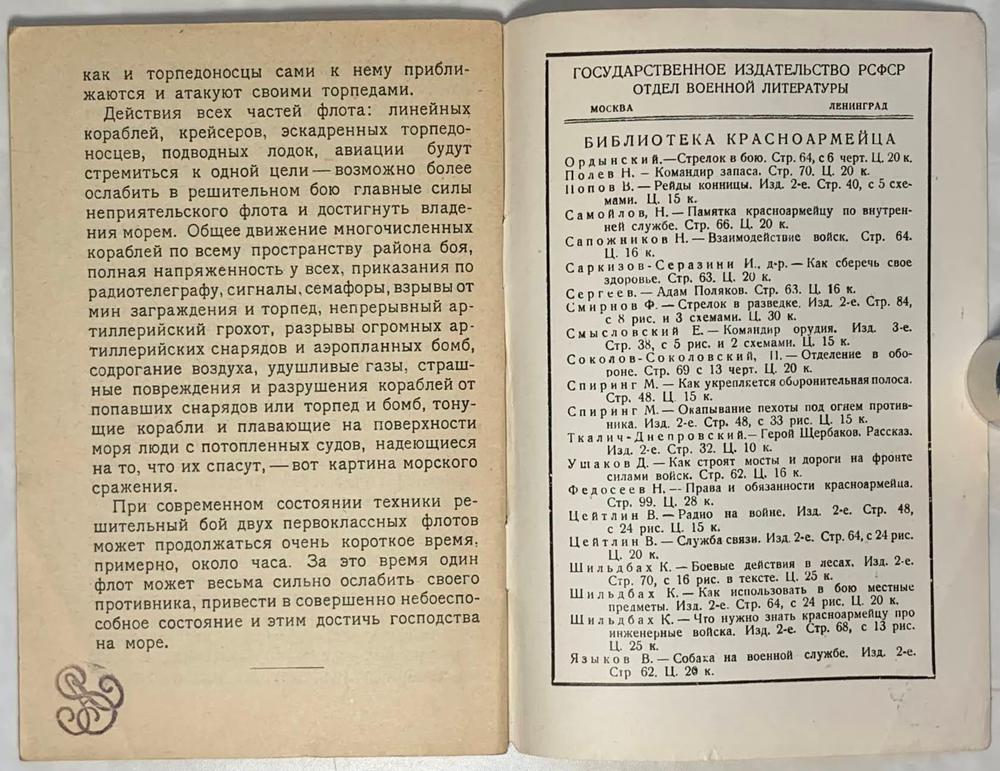 как и торпедоносцы сами к нему прибли-
жаются и атакуют своими торпедами.
Действия всех частей флота: линейных
кораблей, крейсеров, эскадренных торпедо-
носцев, подводных лодок, авиации будут
стремиться к одной цели — возможно более
ослабить в решительном бою главные силы
неприятельского флота и достигнуть владе-
ния морем. Общее движение многочисленных
кораблей по всему пространству района боя,
полная напряженность у всех, приказания по
радиотелеграфу, сигналы, семафоры, взрывы от
мин заграждения и торпед, непрерывный ар-
тиллерийский грохот, разрывы огромных ар-
тиллерийских снарядов и аэропланных бомб,
содрогание воздуха, удушливые газы, страш-
ные повреждения и разрушения кораблей от
попавших снарядов или торпед и бомб, тону-
щие корабли и плавающие на поверхности
моря люди с потопленных судов, надеющиеся
на то, что их спасут, — вот картина морского
сражения.
При современном состоянии техники ре-
шительный бой двух первоклассных флотов
может продолжаться очень короткое время,
примерно, около часа. За это время один
флот может весьма сильно ослабить своего
противника, привести в совершенно небоеспо-
собное состояние и этим достичь господства
на море.
ГОСУДАРСТВЕННОЕ ИЗДАТЕЛЬСТВО РСФСР
ОТДЕЛ ВОЕННОЙ ЛИТЕРАТУРЫ
МОСКВА ЛЕНИНГРАД
БИБЛИОТЕКА КРАСНОАРМЕЙЦА
Ордынский. — Стрелок в бою. Стр. 64, с 6 черт. Ц. 20 к.
Полев Н. — Командир запаса. Стр. 70. Ц. 20 к.
Попов В. — Рейды конницы. Изд. 2-е. Стр. 40, с 5 схе-
мами. Ц. 15 к.
Самойлов, Н. — Памятка красноармейцу по внутрен-
ней службе. Стр. 66. Ц. 20 к.
Сапожников Н. — Взаимодействие войск. Стр. 64.
Ц. 16 к.
Саркизов-Серазини И., д-р. — Как сберечь свое
здоровье. Стр. 63. Ц. 20 к.
Сергеев. — Адам Поляков. Стр. 63. Ц. 16 к.
Смирнов Ф. — Стрелок в разведке. Изд. 2-е. Стр. 84,
с 8 рис. и 3 схемами. Ц. 30 к.
Смысловский Е. — Командир орудия. Изд. 3-е.
Стр. 38, с 5 рис. и 2 схемами. Ц. 15 к.
Соколов-Соколовский, П. — Отделение в обо-
роне. Стр. 69 с 13 черт. Ц. 20 к.
Спиринг М. — Как укрепляется оборонительная полоса.
Стр. 48. Ц. 15 к.
Спиринг М. — Окапывание пехоты под огнем против-
ника. Изд. 2-е. Стр. 48, с 33 рис. Ц. 15 к.
Ткалич-Днепровский. — Герой Щербаков. Рассказ.
Изд. 2-е. Стр. 32. Ц. 10 к.
Ушаков Д. — Как строят мосты и дороги на фронте
силами войск. Стр. 62. Ц. 16 к.
Федосеев Н. — Права и обязанности красноармейца.
Стр. 99. Ц. 28 к.
Цейтлин В. — Радио на войне. Изд. 2-е. Стр. 48,
с 24 рис. Ц. 15 к.
Цейтлин В. — Служба связи. Изд. 2-е. Стр. 64, с 24 рис.
Ц. 20 к.
Шильдбах К. — Боевые действия в лесах. Изд. 2-е.
Стр. 70, с 16 рис. в тексте. Ц. 25 к.
Шильдбах К. — Как использовать в бою местные
предметы. Изд. 2-е. Стр. 64, с 24 рис. Ц. 20 к.
Шильдбах К. — Что нужно знать красноармейцу про
инженерные войска. Изд. 2-е. Стр. 68, с 13 рис.
Ц. 25 к.
Языков В. — Собака на военной службе. Изд. 2-е.
Стр 62. Ц. 20 к.